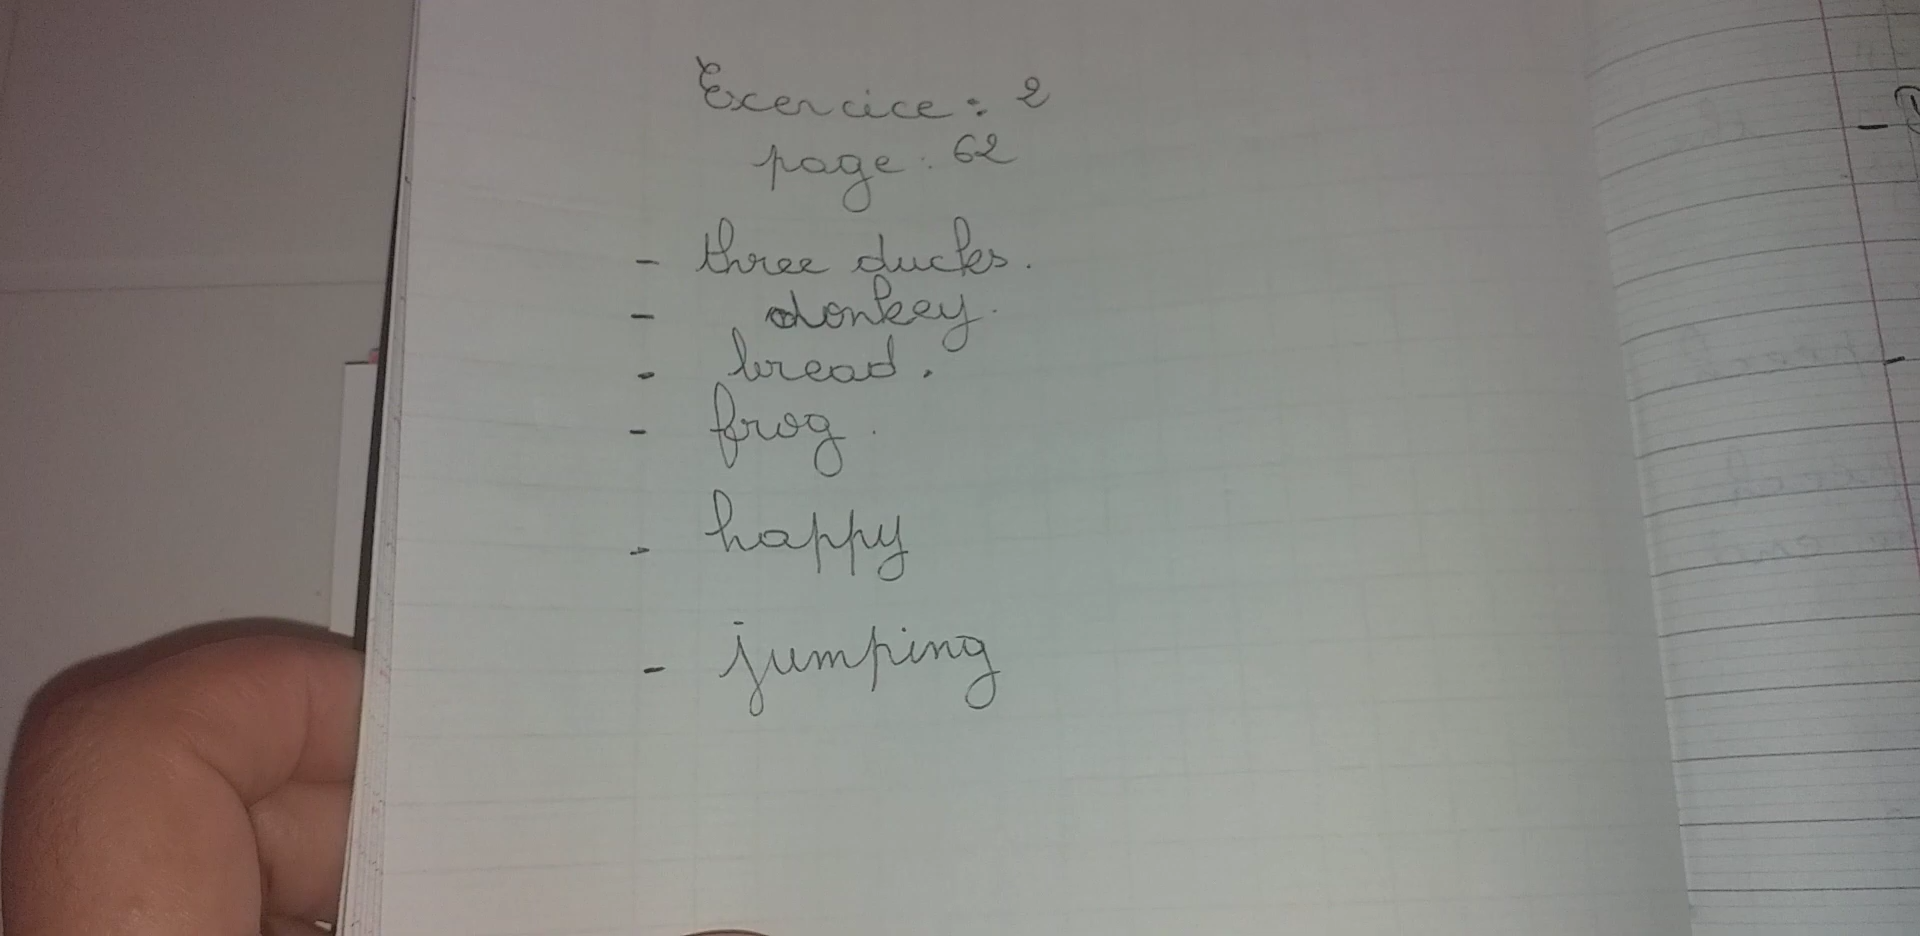 Exercice : 2
page : 62
- three ducks.
- donkey.
- bread.
- frog.
- happy
- jumping